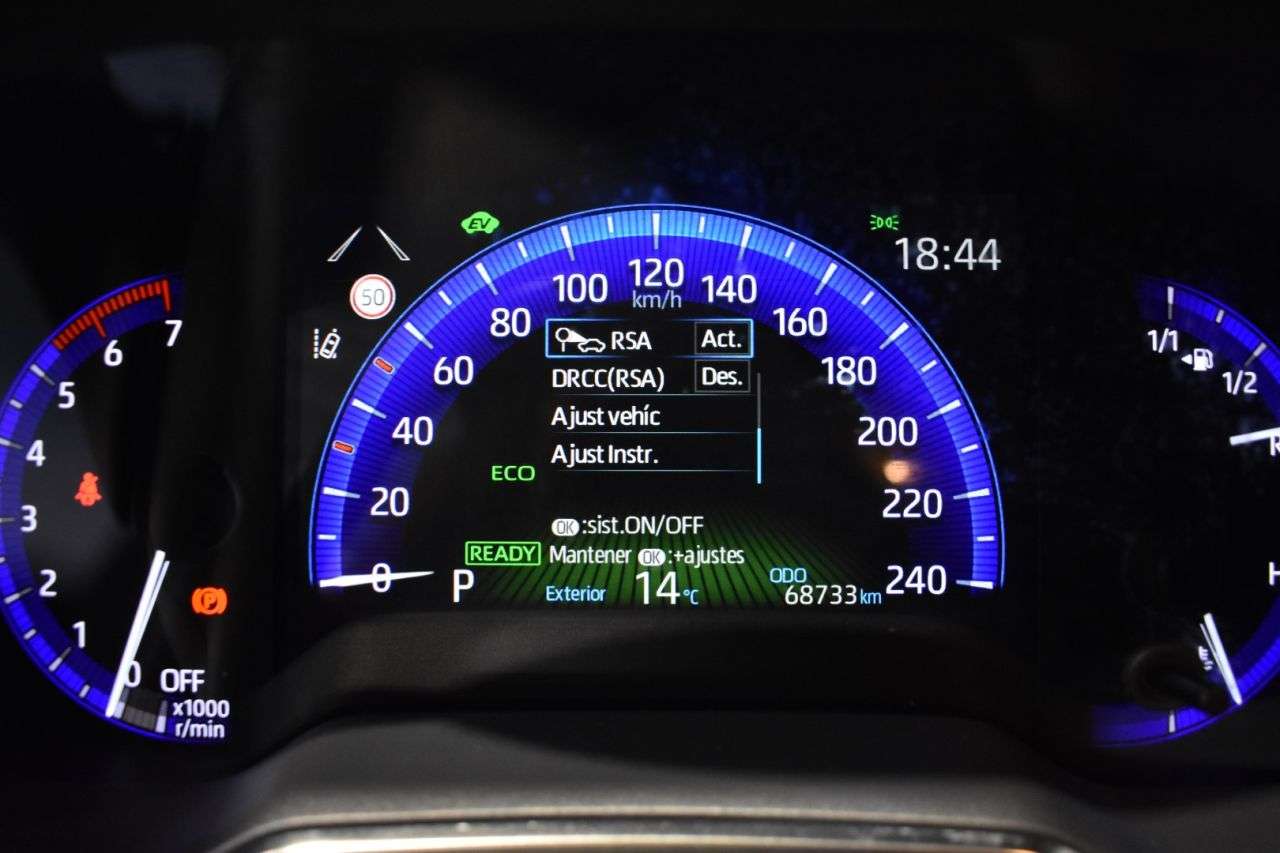 EV
18:44
50
7
6
5
4
3
2
1
0
OFF
x1000
r/min
P
0
20
40
60
80
100
120
140
160
180
200
220
240
km/h
RSA Act.
DRCC(RSA) Des.
Ajust vehíc
Ajust Instr.
ECO
OK :sist.ON/OFF
READY Mantener OK :+ajustes
P Exterior 14°C
ODO
68733km
1/1
1/2
H